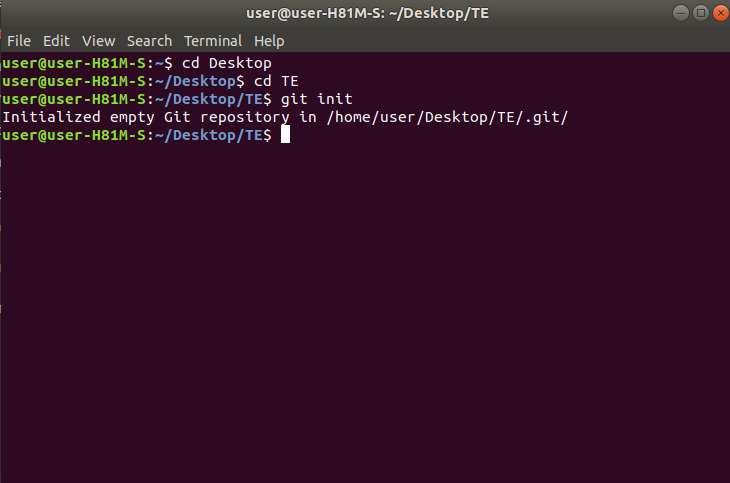 user@user-H81M-S: ~/Desktop/TE
File Edit View Search Terminal Help
user@user-H81M-S:~$ cd Desktop
user@user-H81M-S:~/Desktop$ cd TE
user@user-H81M-S:~/Desktop/TE$ git init
Initialized empty Git repository in /home/user/Desktop/TE/.git/
user@user-H81M-S:~/Desktop/TE$